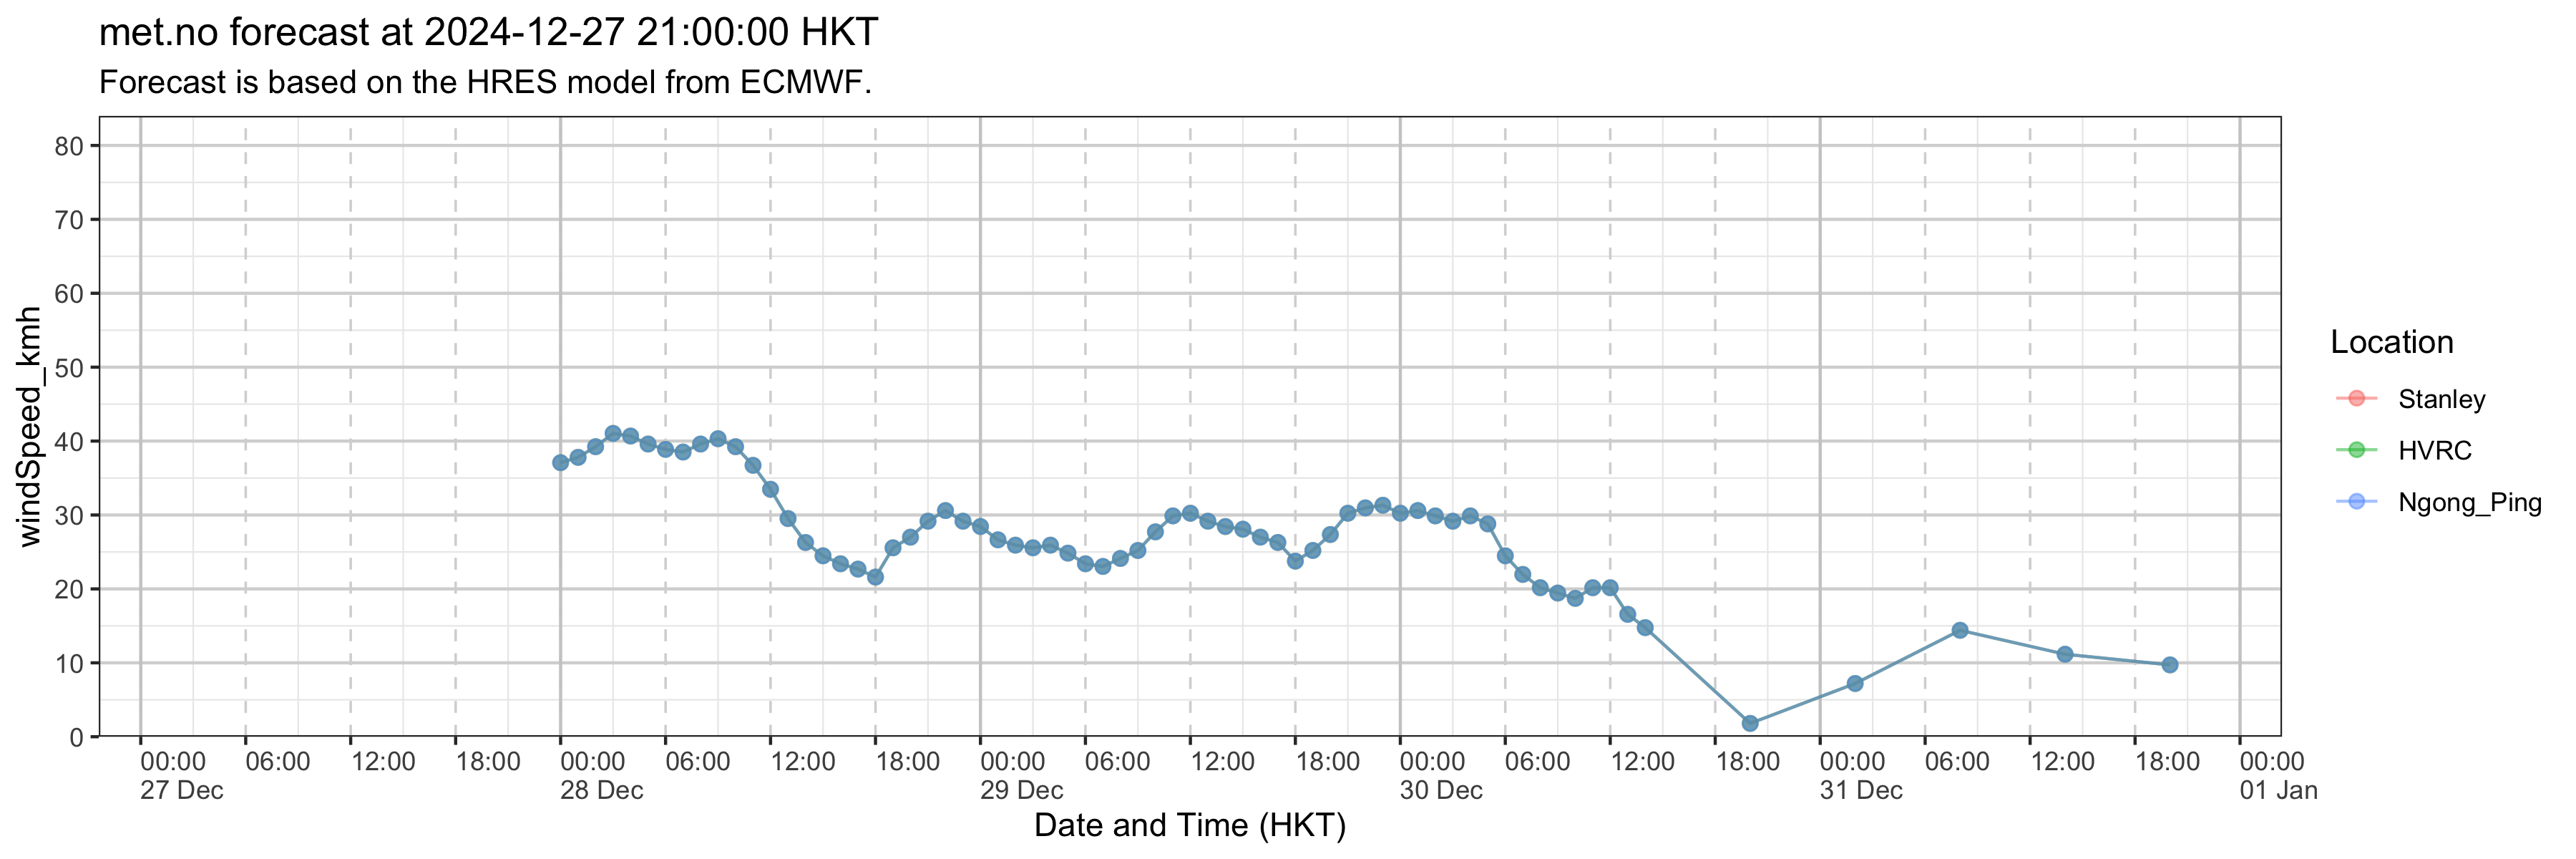 met.no forecast at 2024-12-27 21:00:00 HKT
Forecast is based on the HRES model from ECMWF.
windSpeed_kmh
80
70
60
50
40
30
20
10
0
00:00 06:00 12:00 18:00 00:00 06:00 12:00 18:00 00:00 06:00 12:00 18:00 00:00 06:00 12:00 18:00 00:00 06:00 12:00 18:00 00:00
27 Dec 28 Dec 29 Dec 30 Dec 31 Dec 01 Jan
Date and Time (HKT)
Location
Stanley
HVRC
Ngong_Ping